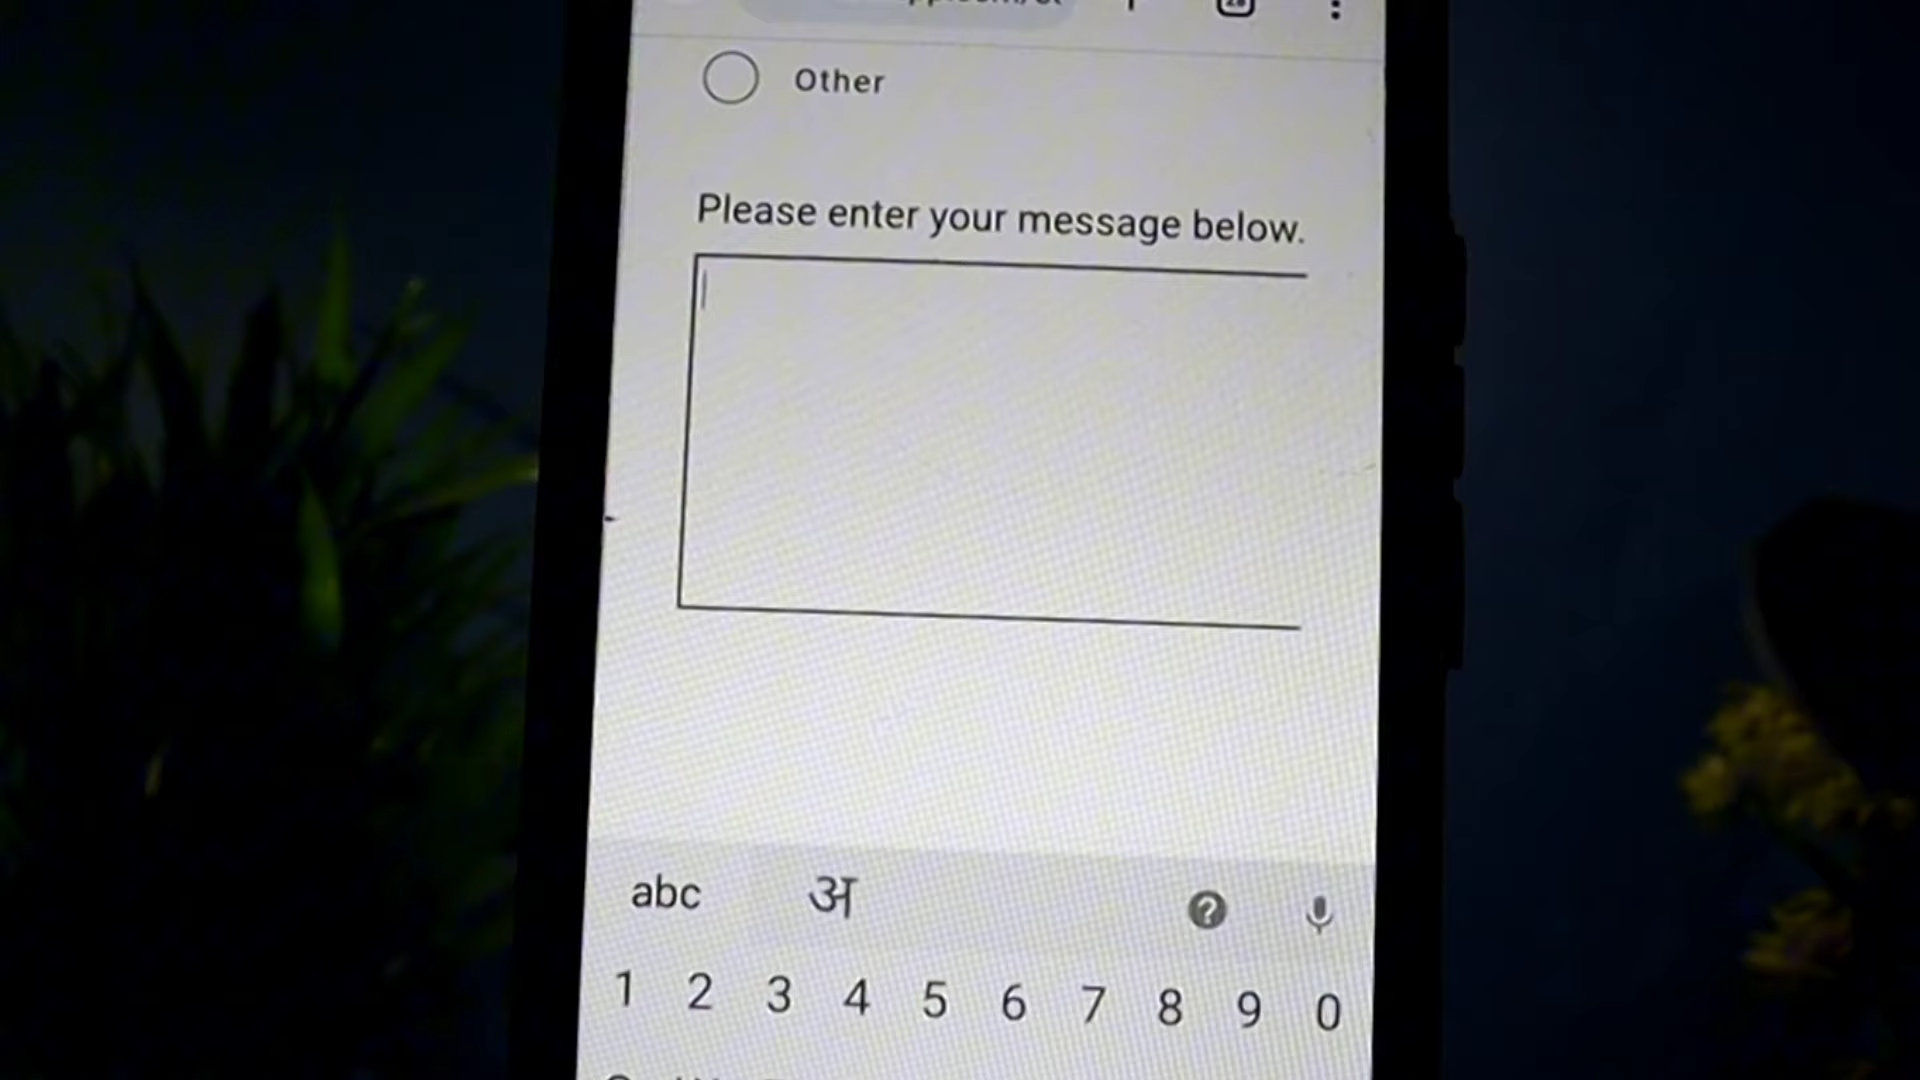 Other
Please enter your message below.
abc अ
1 2 3 4 5 6 7 8 9 0